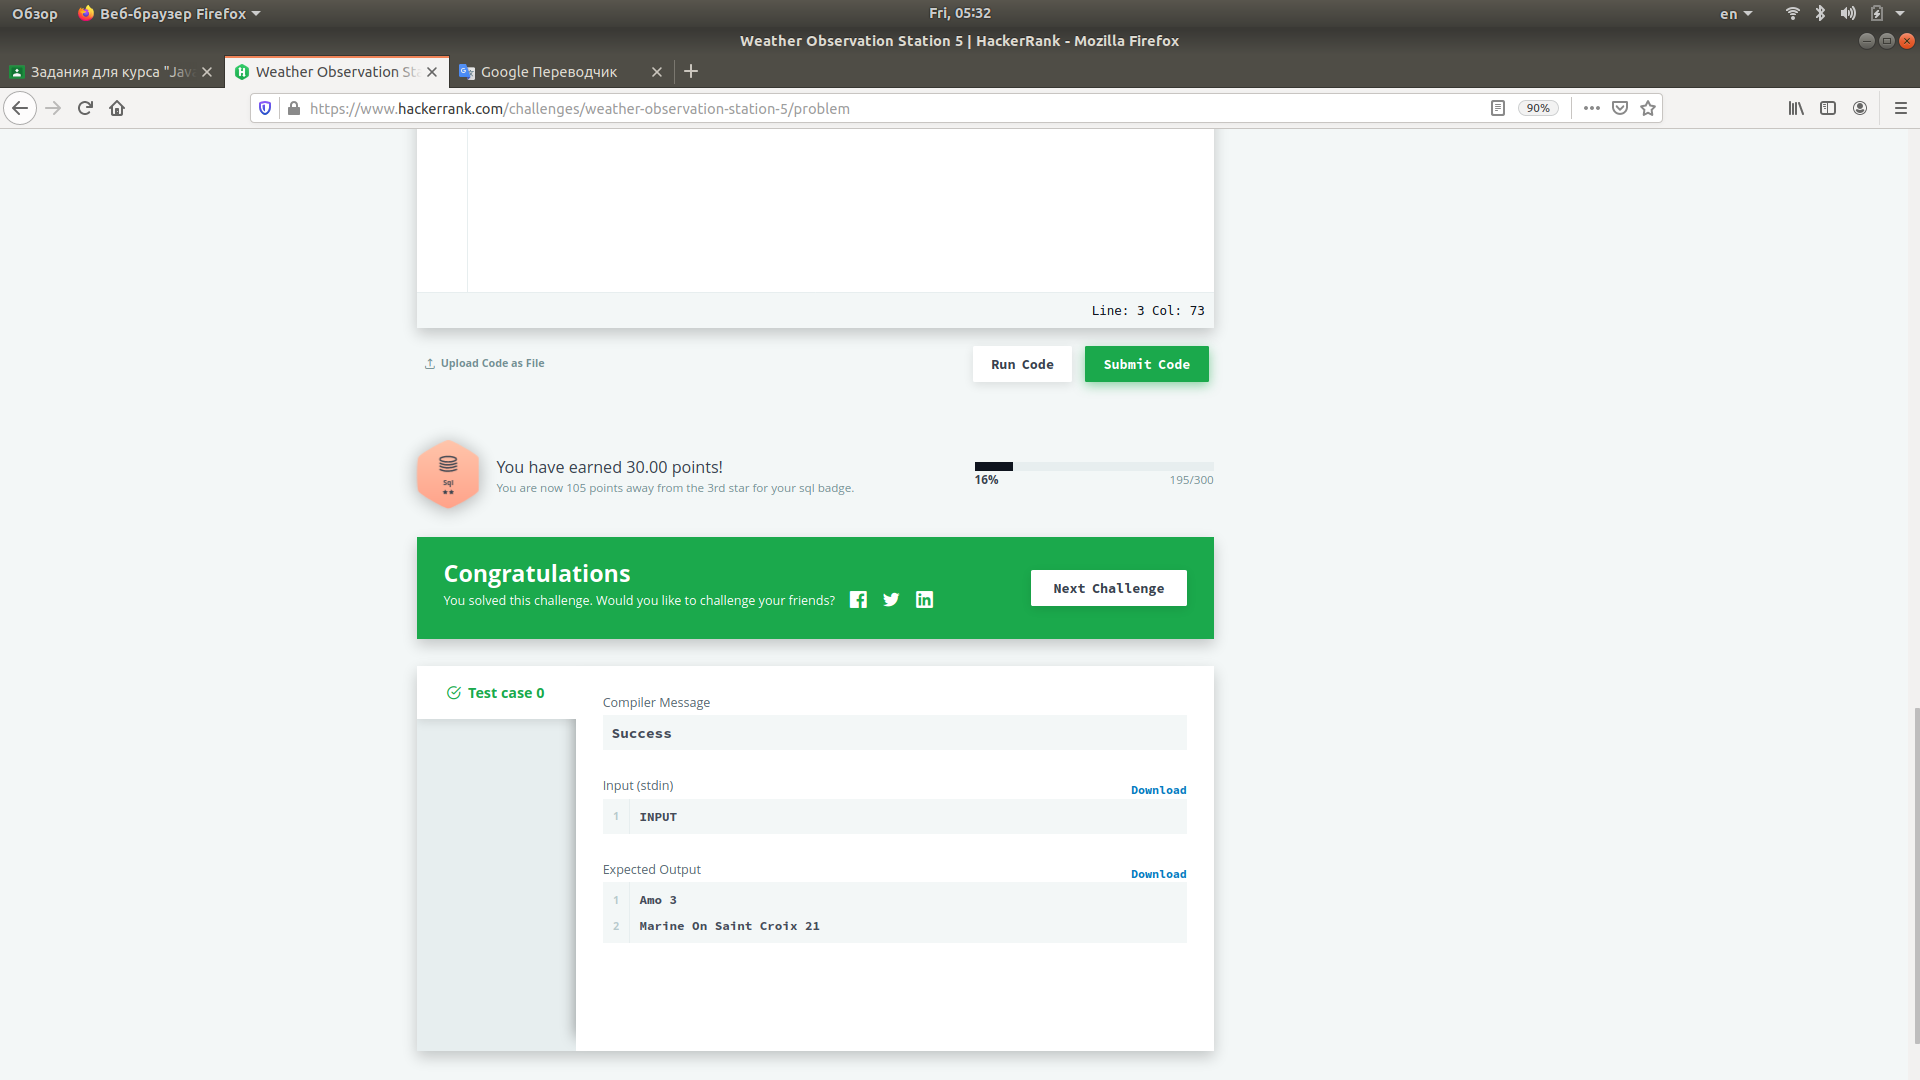 Обзор Веб-браузер Firefox Fri, 05:32 en
Weather Observation Station 5 | HackerRank - Mozilla Firefox
Задания для курса "Jav Weather Observation Sta Google Переводчик
https://www.hackerrank.com/challenges/weather-observation-station-5/problem 90%
Line: 3 Col: 73
Upload Code as File Run Code Submit Code
Sql
You have earned 30.00 points!
You are now 105 points away from the 3rd star for your sql badge.
16% 195/300
Congratulations
You solved this challenge. Would you like to challenge your friends?
Next Challenge
Test case 0
Compiler Message
Success
Input (stdin) Download
1 INPUT
Expected Output Download
1 Amo 3
2 Marine On Saint Croix 21